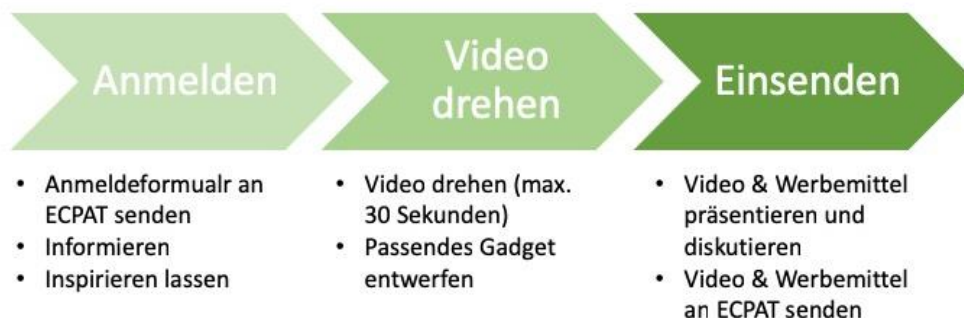 Anmelden
Video
drehen
Einsenden
• Anmeldeformualr an
ECPAT senden
• Informieren
• Inspirieren lassen
• Video drehen (max.
30 Sekunden)
• Passendes Gadget
entwerfen
• Video & Werbemittel
präsentieren und
diskutieren
• Video & Werbemittel
an ECPAT senden